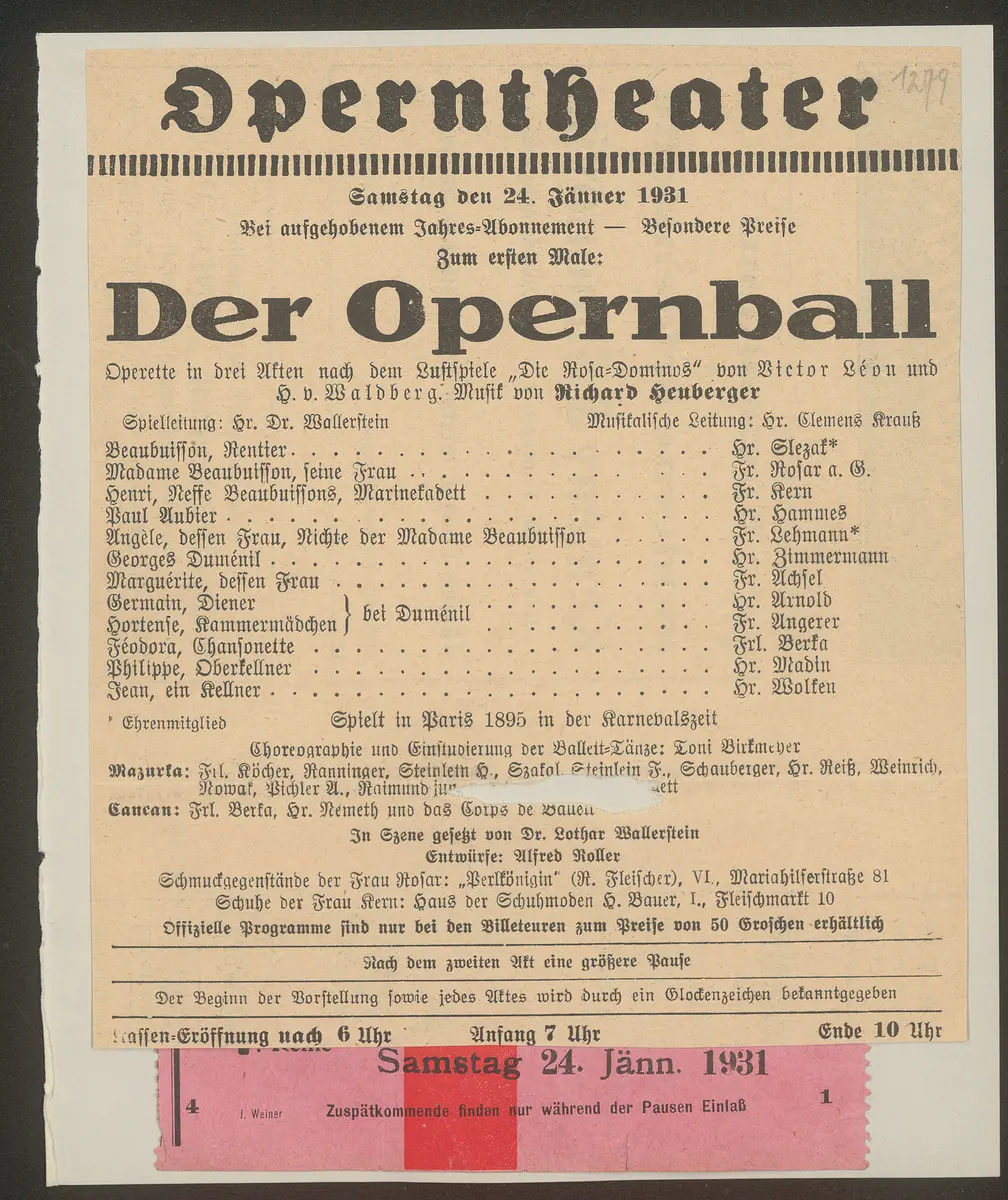 Operntheater
1279
Samstag den 24. Jänner 1931
Bei aufgehobenem Jahres-Abonnement — Besondere Preise
Zum ersten Male:
Der Opernball
Operette in drei Akten nach dem Lustspiele „Die Rosa-Dominos“ von Victor Léon und
H. v. Waldberg. Musik von Richard Heuberger
Spielleitung: Hr. Dr. Wallerstein Musikalische Leitung: Hr. Clemens Krauß
Beaubuisson, Rentier Hr. Slezak*
Madame Beaubuisson, seine Frau Fr. Rosar a. G.
Henri, Neffe Beaubuissons, Marinekadett Fr. Kern
Paul Aubier Hr. Hammes
Angèle, dessen Frau, Nichte der Madame Beaubuisson Fr. Lehmann*
Georges Duménil Hr. Zimmermann
Marguérite, dessen Frau Fr. Achsel
Germain, Diener Hr. Arnold
bei Duménil
Hortense, Kammermädchen Fr. Angerer
Féodora, Chansonette Frl. Berka
Philippe, Oberkellner Hr. Madin
Jean, ein Kellner Hr. Wolken
* Ehrenmitglied Spielt in Paris 1895 in der Karnevalszeit
Choreographie und Einstudierung der Ballett-Tänze: Toni Birkmeyer
Mazurka: Frl. Köcher, Ranninger, Steinlein H., Szakol, Steinlein F., Schauberger, Hr. Reiß, Weinrich,
Nowak, Pichler A., Raimund
Cancan: Frl. Berka, Hr. Nemeth und das Corps de Ballett
In Szene gesetzt von Dr. Lothar Wallerstein
Entwürfe: Alfred Roller
Schmuckgegenstände der Frau Rosar: „Perlkönigin“ (R. Fleischer), VI., Mariahilferstraße 81
Schuhe der Frau Kern: Haus der Schuhmoden H. Bauer, I., Fleischmarkt 10
Offizielle Programme sind nur bei den Billeteuren zum Preise von 50 Groschen erhältlich
Nach dem zweiten Akt eine größere Pause
Der Beginn der Vorstellung sowie jedes Aktes wird durch ein Glockenzeichen bekanntgegeben
Kassen-Eröffnung nach 6 Uhr Anfang 7 Uhr Ende 10 Uhr
Samstag 24. Jänn. 1931
4 J. Weiner Zuspätkommende finden nur während der Pausen Einlaß 1